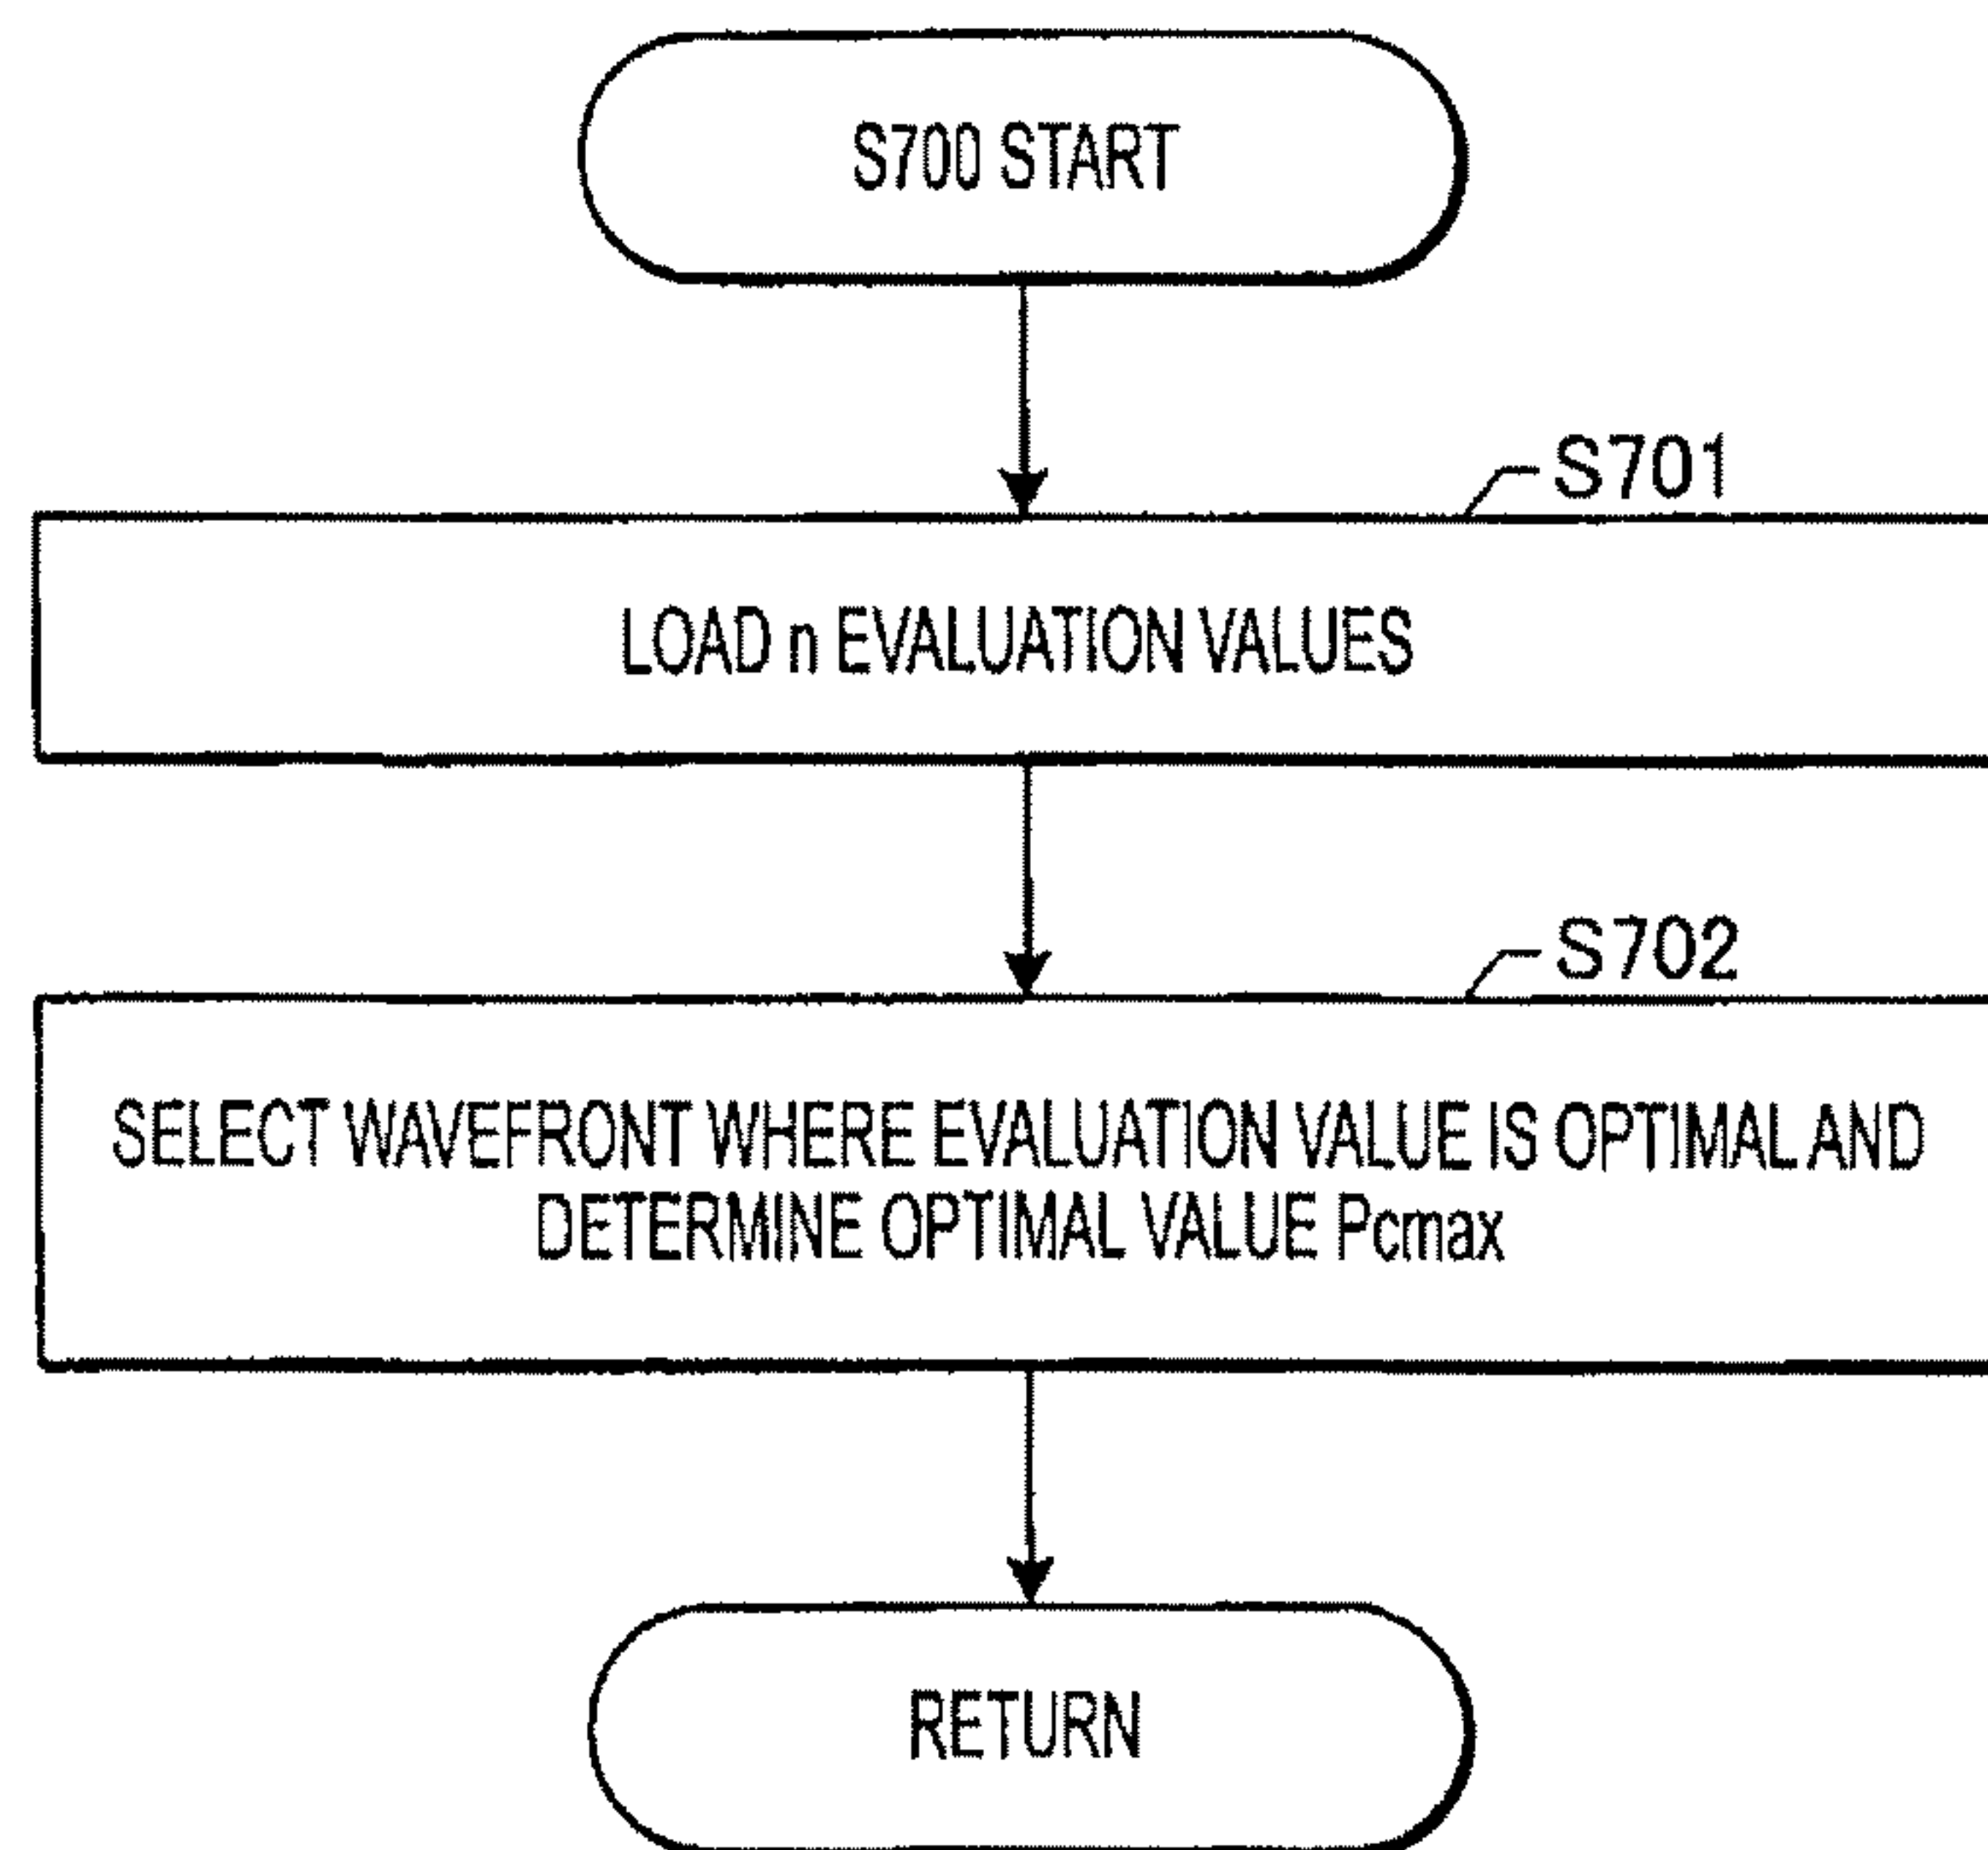 S700 START
S701
LOAD n EVALUATION VALUES
S702
SELECT WAVEFRONT WHERE EVALUATION VALUE IS OPTIMAL AND
DETERMINE OPTIMAL VALUE Pcmax
RETURN